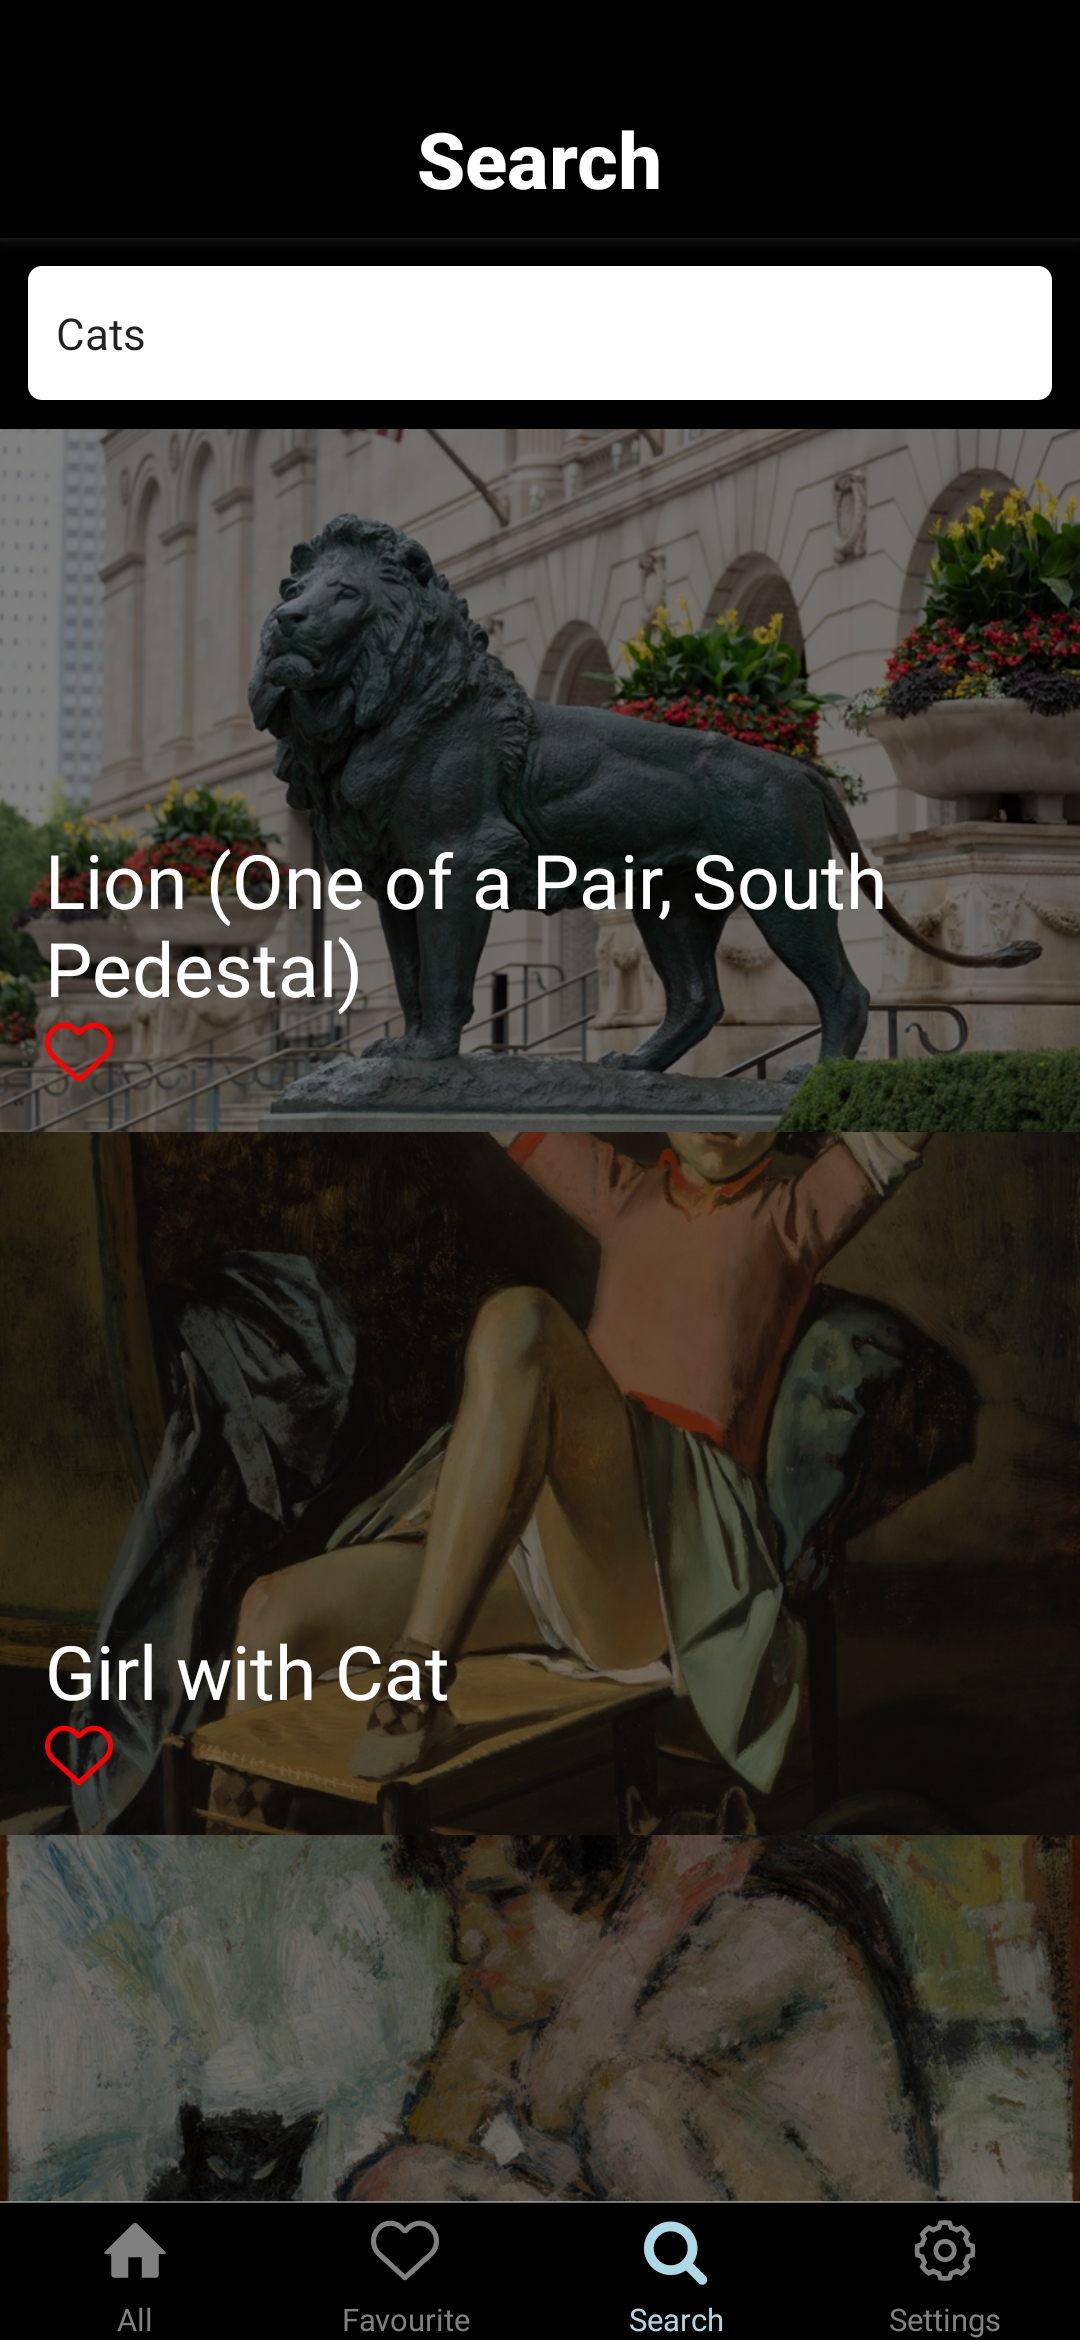 Search
Cats
Lion (One of a Pair, South
Pedestal)
Girl with Cat
All
Favourite
Search
Settings